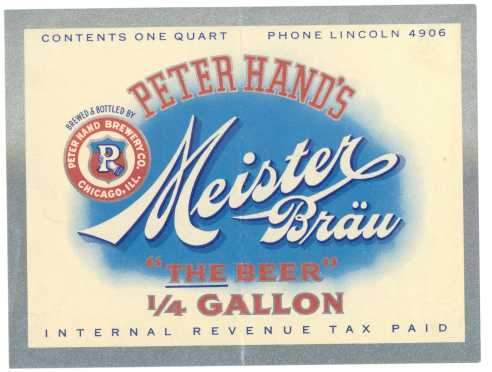 CONTENTS ONE QUART PHONE LINCOLN 4906
PETER HAND'S
BREWED & BOTTLED BY
PETER HAND BREWERY CO.
P
CHICAGO, ILL.
Meister
Bräu
"THE BEER"
1/4 GALLON
INTERNAL REVENUE TAX PAID